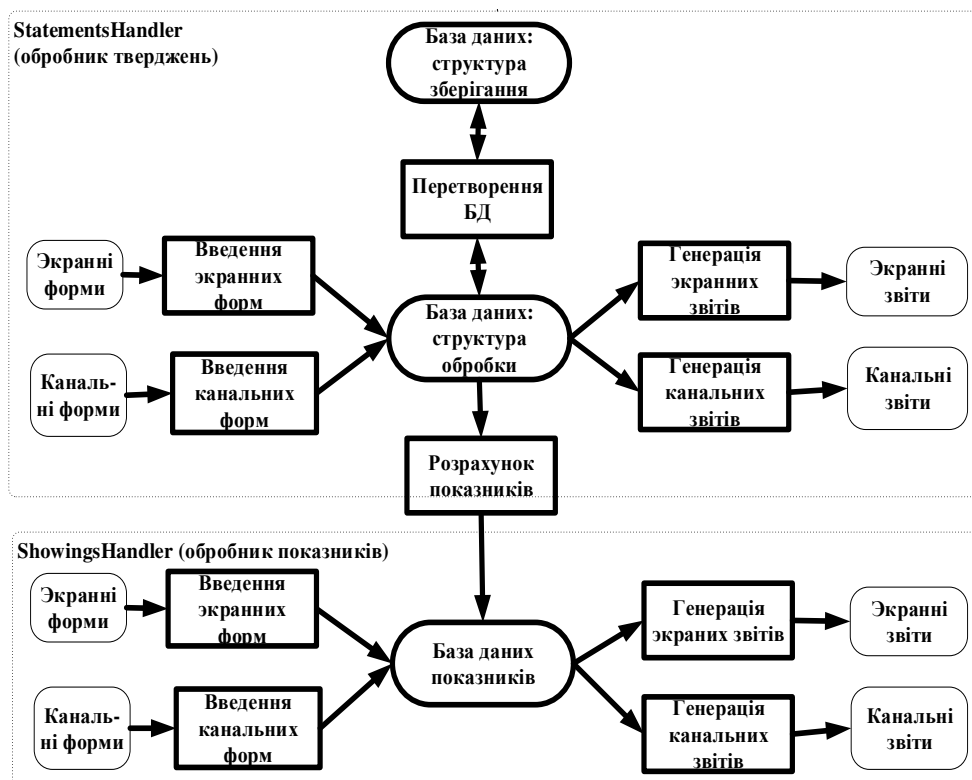 StatementsHandler
(обробник тверджень)
База даних:
структура
зберігання
Перетворення
БД
Экранні
форми
Введення
экранних
форм
База даних:
структура
обробки
Генерація
экранних
звітів
Экранні
звіти
Каналь-
ні форми
Введення
канальних
форм
Генерація
канальних
звітів
Канальні
звіти
Розрахунок
показників
ShowingsHandler (обробник показників)
Экранні
форми
Введення
экранних
форм
База даних
показників
Генерація
экраних звітів
Экранні
звіти
Каналь-
ні форми
Введення
канальних
форм
Генерація
канальних
звітів
Канальні
звіти